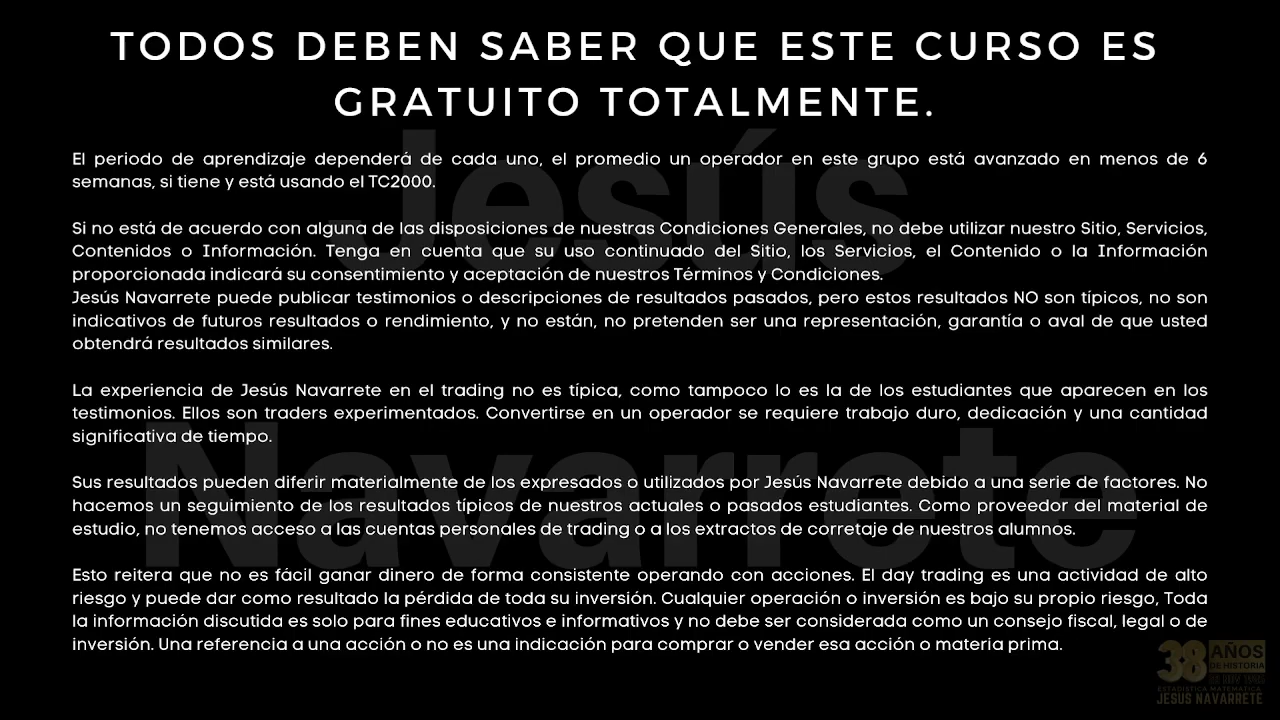 TODOS DEBEN SABER QUE ESTE CURSO ES
GRATUITO TOTALMENTE.
El periodo de aprendizaje dependerá de cada uno, el promedio un operador en este grupo está avanzado en menos de 6
semanas, si tiene y está usando el TC2000.
Si no está de acuerdo con alguna de las disposiciones de nuestras Condiciones Generales, no debe utilizar nuestro Sitio, Servicios,
Contenidos o Información. Tenga en cuenta que su uso continuado del Sitio, los Servicios, el Contenido o la Información
proporcionada indicará su consentimiento y aceptación de nuestros Términos y Condiciones.
Jesús Navarrete puede publicar testimonios o descripciones de resultados pasados, pero estos resultados NO son típicos, no son
indicativos de futuros resultados o rendimiento, y no están, no pretenden ser una representación, garantía o aval de que usted
obtendrá resultados similares.
La experiencia de Jesús Navarrete en el trading no es típica, como tampoco lo es la de los estudiantes que aparecen en los
testimonios. Ellos son traders experimentados. Convertirse en un operador se requiere trabajo duro, dedicación y una cantidad
significativa de tiempo.
Sus resultados pueden diferir materialmente de los expresados o utilizados por Jesús Navarrete debido a una serie de factores. No
hacemos un seguimiento de los resultados típicos de nuestros actuales o pasados estudiantes. Como proveedor del material de
estudio, no tenemos acceso a las cuentas personales de trading o a los extractos de corretaje de nuestros alumnos.
Esto reitera que no es fácil ganar dinero de forma consistente operando con acciones. El day trading es una actividad de alto
riesgo y puede dar como resultado la pérdida de toda su inversión. Cualquier operación o inversión es bajo su propio riesgo, Toda
la información discutida es solo para fines educativos e informativos y no debe ser considerada como un consejo fiscal, legal o de
inversión. Una referencia a una acción o no es una indicación para comprar o vender esa acción o materia prima.
Jesús
Navarrete
38 AÑOS
DE HISTORIA
ESTADISTICA MATEMATICA
JESUS NAVARRETE